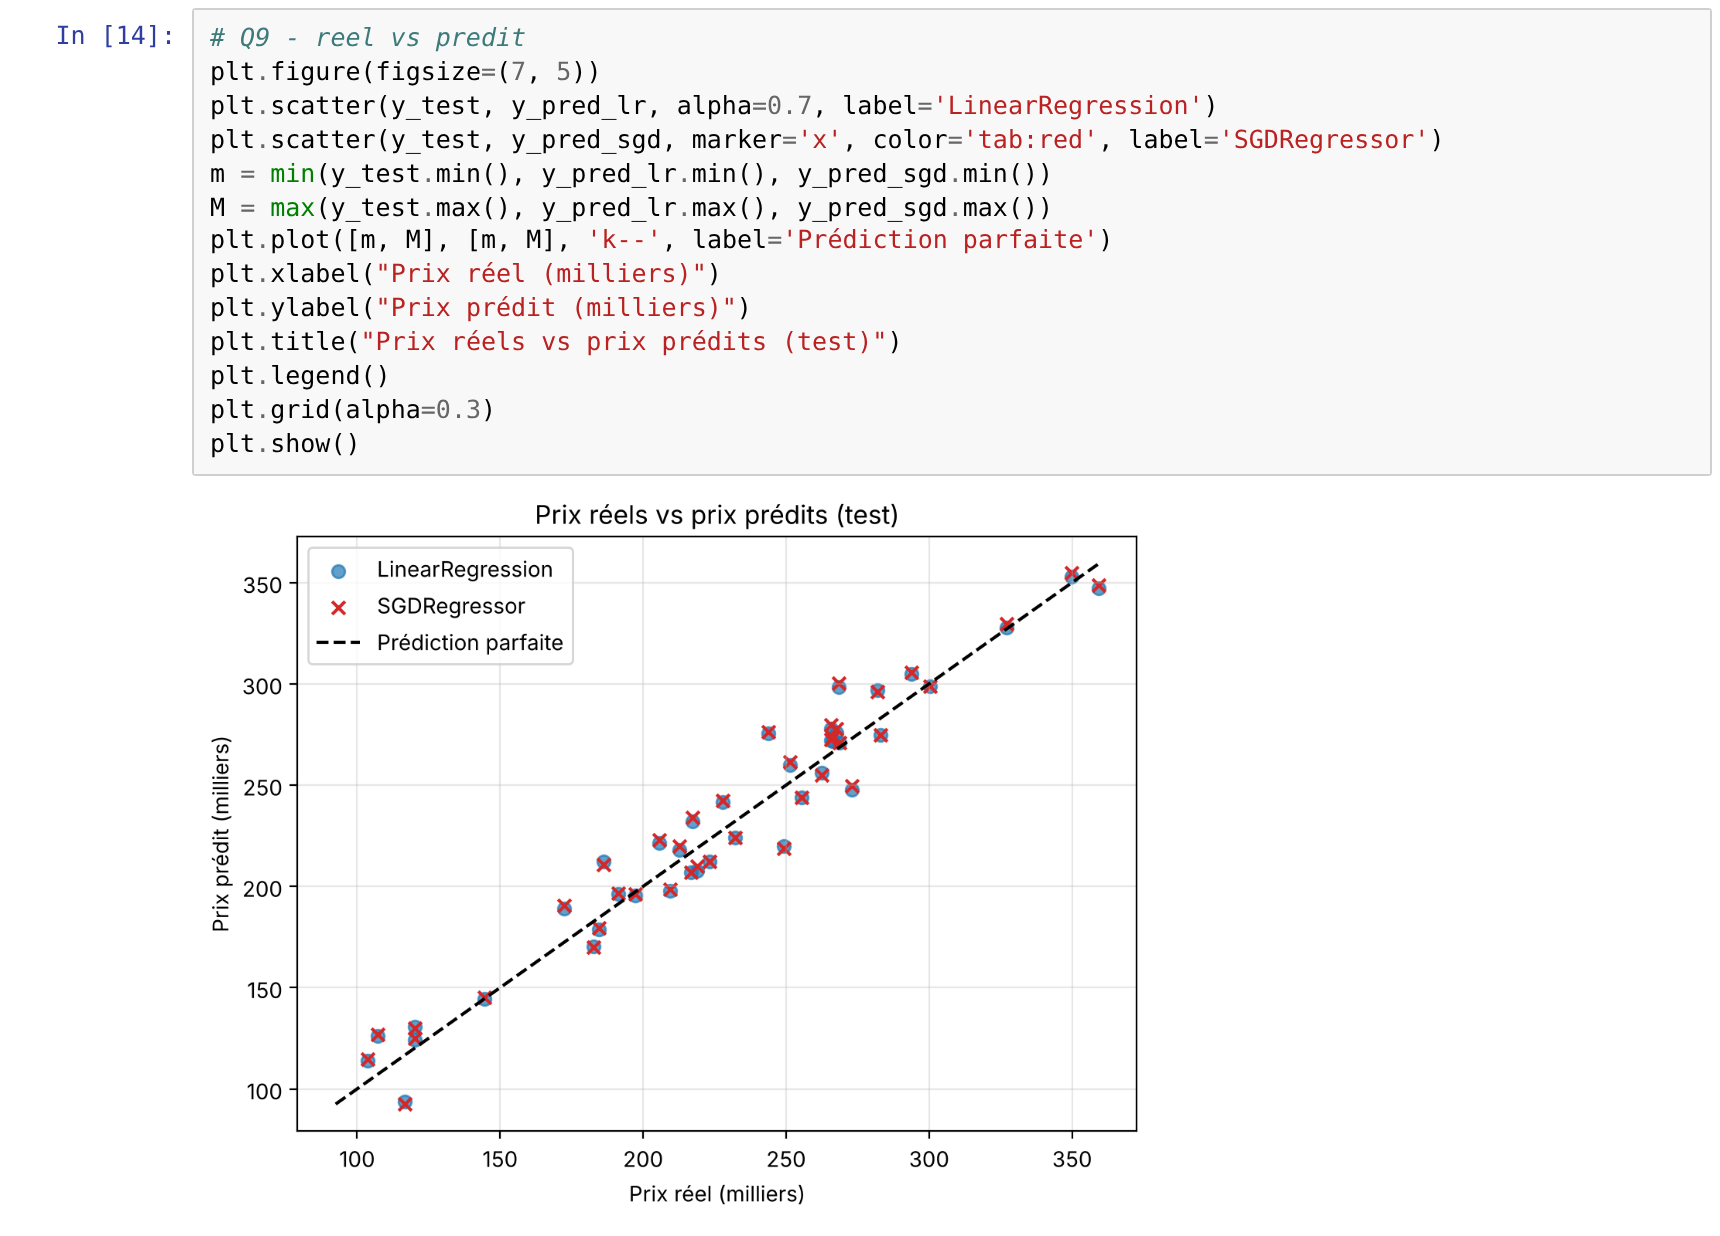 In [14]:
# Q9 - reel vs predit
plt.figure(figsize=(7, 5))
plt.scatter(y_test, y_pred_lr, alpha=0.7, label='LinearRegression')
plt.scatter(y_test, y_pred_sgd, marker='x', color='tab:red', label='SGDRegressor')
m = min(y_test.min(), y_pred_lr.min(), y_pred_sgd.min())
M = max(y_test.max(), y_pred_lr.max(), y_pred_sgd.max())
plt.plot([m, M], [m, M], 'k--', label='Prédiction parfaite')
plt.xlabel("Prix réel (milliers)")
plt.ylabel("Prix prédit (milliers)")
plt.title("Prix réels vs prix prédits (test)")
plt.legend()
plt.grid(alpha=0.3)
plt.show()
Prix réels vs prix prédits (test)
LinearRegression
SGDRegressor
Prédiction parfaite
Prix prédit (milliers)
350
300
250
200
150
100
100 150 200 250 300 350
Prix réel (milliers)